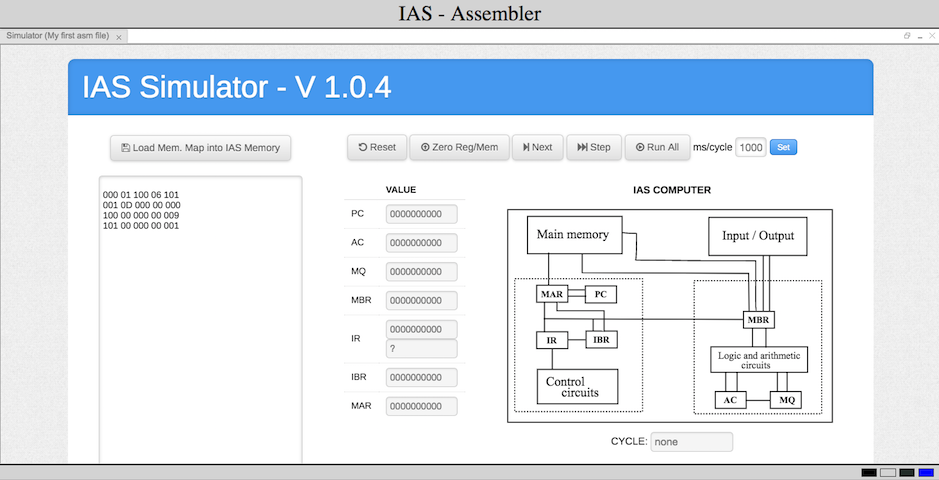 IAS - Assembler
Simulator (My first asm file) x
IAS Simulator - V 1.0.4
Load Mem. Map into IAS Memory
Reset Zero Reg/Mem Next Step Run All ms/cycle 1000 Set
000 01 100 06 101
001 0D 000 00 000
100 00 000 00 009
101 00 000 00 001
VALUE
PC 0000000000
AC 0000000000
MQ 0000000000
MBR 0000000000
IR 0000000000
?
IBR 0000000000
MAR 0000000000
IAS COMPUTER
Main memory
Input / Output
MAR PC
MBR
IR IBR
Logic and arithmetic
circuits
Control
circuits
AC MQ
CYCLE: none